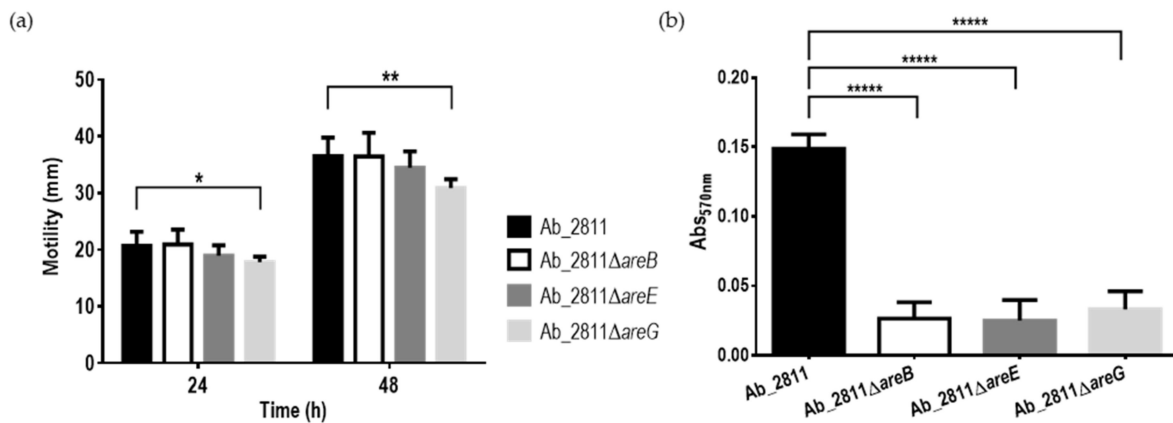 (a)
Motility (mm)
50
40
30
20
10
0
*
**
24
48
Time (h)
Ab_2811
Ab_2811ΔareB
Ab_2811ΔareE
Ab_2811ΔareG
(b)
Abs570nm
0.20
0.15
0.10
0.05
0.00
*****
*****
*****
Ab_2811
Ab_2811ΔareB
Ab_2811ΔareE
Ab_2811ΔareG